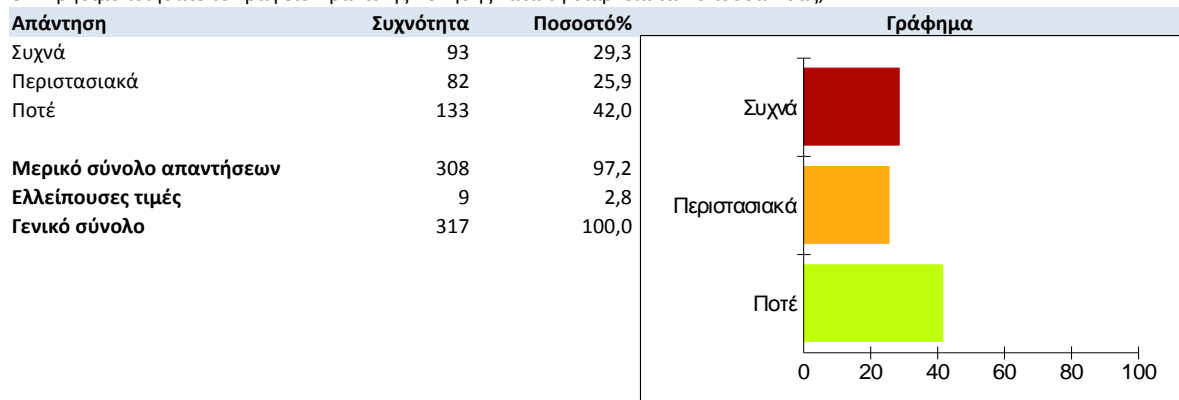 Απάντηση Συχνότητα Ποσοστό% Γράφημα
Συχνά 93 29,3
Περιστασιακά 82 25,9
Ποτέ 133 42,0
Μερικό σύνολο απαντήσεων 308 97,2
Ελλείπουσες τιμές 9 2,8
Γενικό σύνολο 317 100,0
Συχνά
Περιστασιακά
Ποτέ
0 20 40 60 80 100